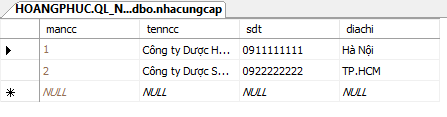 HOANGPHUC.QL_N...dbo.nhacungcap
mancc tenncc sdt diachi
1 Công ty Dược H... 0911111111 Hà Nội
2 Công ty Dược S... 0922222222 TP.HCM
NULL NULL NULL NULL